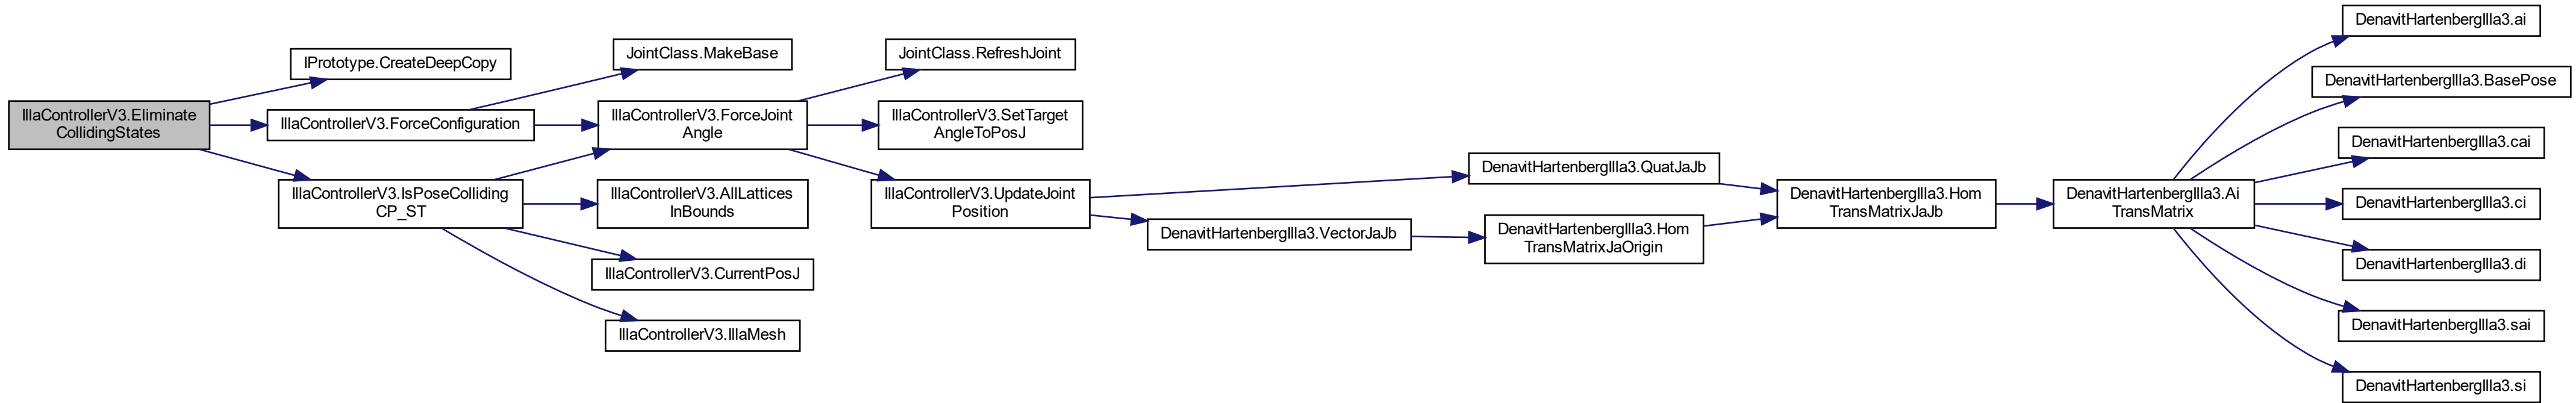 IllaControllerV3.Eliminate
CollidingStates
IPrototype.CreateDeepCopy
IllaControllerV3.ForceConfiguration
IllaControllerV3.IsPoseColliding
CP_ST
JointClass.MakeBase
IllaControllerV3.ForceJoint
Angle
IllaControllerV3.AllLattices
InBounds
IllaControllerV3.CurrentPosJ
IllaControllerV3.IllaMesh
JointClass.RefreshJoint
IllaControllerV3.SetTarget
AngleToPosJ
IllaControllerV3.UpdateJoint
Position
DenavitHartenbergIlla3.VectorJaJb
DenavitHartenbergIlla3.QuatJaJb
DenavitHartenbergIlla3.Hom
TransMatrixJaOrigin
DenavitHartenbergIlla3.Hom
TransMatrixJaJb
DenavitHartenbergIlla3.Ai
TransMatrix
DenavitHartenbergIlla3.ai
DenavitHartenbergIlla3.BasePose
DenavitHartenbergIlla3.cai
DenavitHartenbergIlla3.ci
DenavitHartenbergIlla3.di
DenavitHartenbergIlla3.sai
DenavitHartenbergIlla3.si